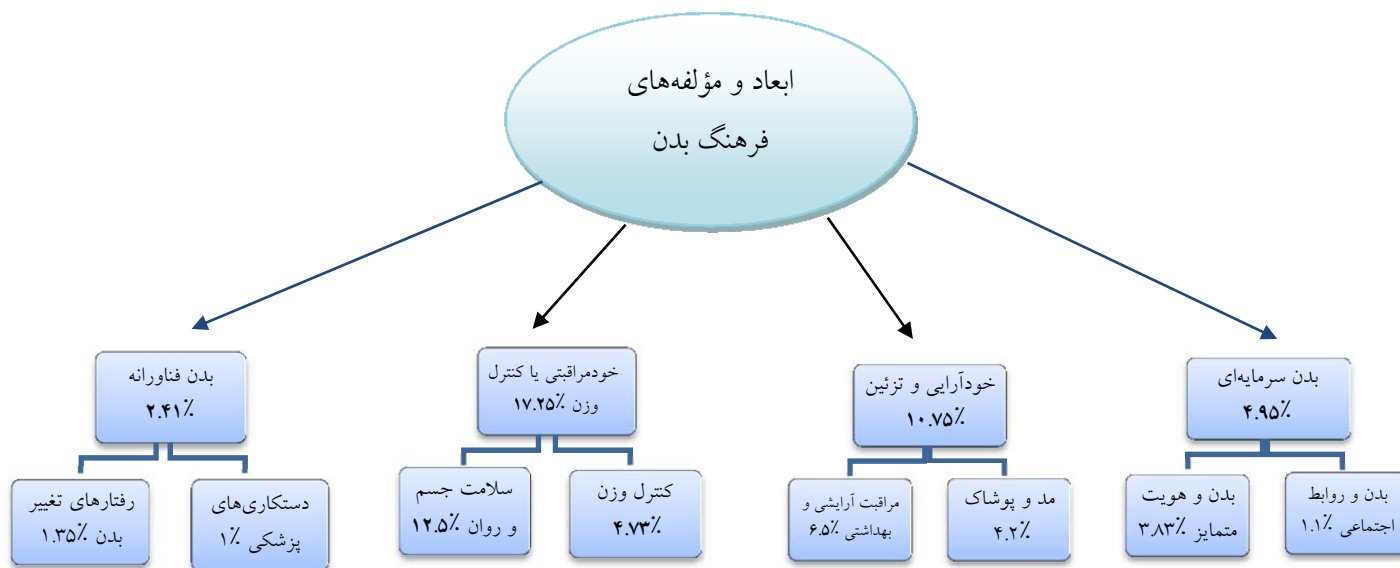 ابعاد و مؤلفه‌های
فرهنگ بدن
بدن سرمایه‌ای
۴.۹۵٪
خودآرایی و تزئین
۱۰.۷۵٪
خودمراقبتی یا کنترل
وزن ۱۷.۲۵٪
بدن فناورانه
۲.۴۱٪
بدن و روابط
اجتماعی ۱.۱٪
بدن و هویت
متمایز ۳.۸۳٪
مد و پوشاک
۴.۲٪
مراقبت آرایشی و
بهداشتی ۶.۵٪
کنترل وزن
۴.۷۳٪
سلامت جسم
و روان ۱۲.۵٪
دستکاری‌های
پزشکی ۱٪
رفتارهای تغییر
بدن ۱.۳۵٪